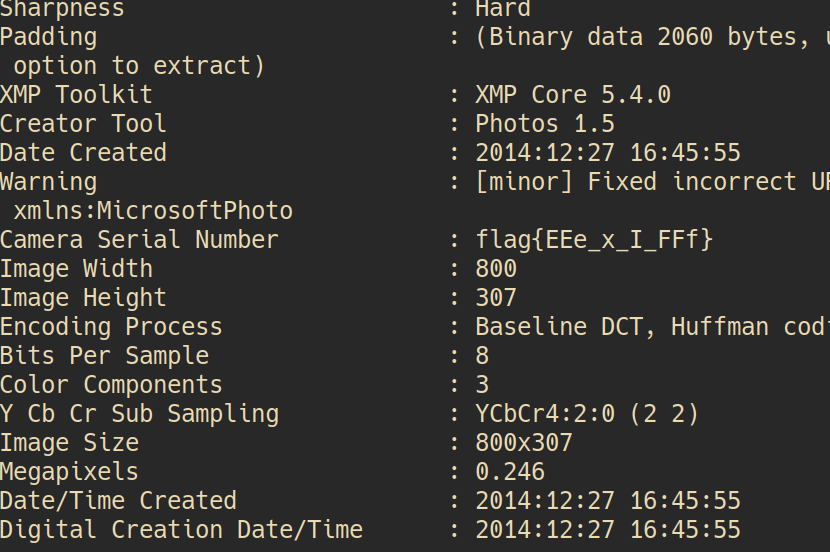 Sharpness : Hard
Padding : (Binary data 2060 bytes,
option to extract)
XMP Toolkit : XMP Core 5.4.0
Creator Tool : Photos 1.5
Date Created : 2014:12:27 16:45:55
Warning : [minor] Fixed incorrect
xmlns:MicrosoftPhoto
Camera Serial Number : flag{EEe_x_I_FFf}
Image Width : 800
Image Height : 307
Encoding Process : Baseline DCT, Huffman
Bits Per Sample : 8
Color Components : 3
Y Cb Cr Sub Sampling : YCbCr4:2:0 (2 2)
Image Size : 800x307
Megapixels : 0.246
Date/Time Created : 2014:12:27 16:45:55
Digital Creation Date/Time : 2014:12:27 16:45:55